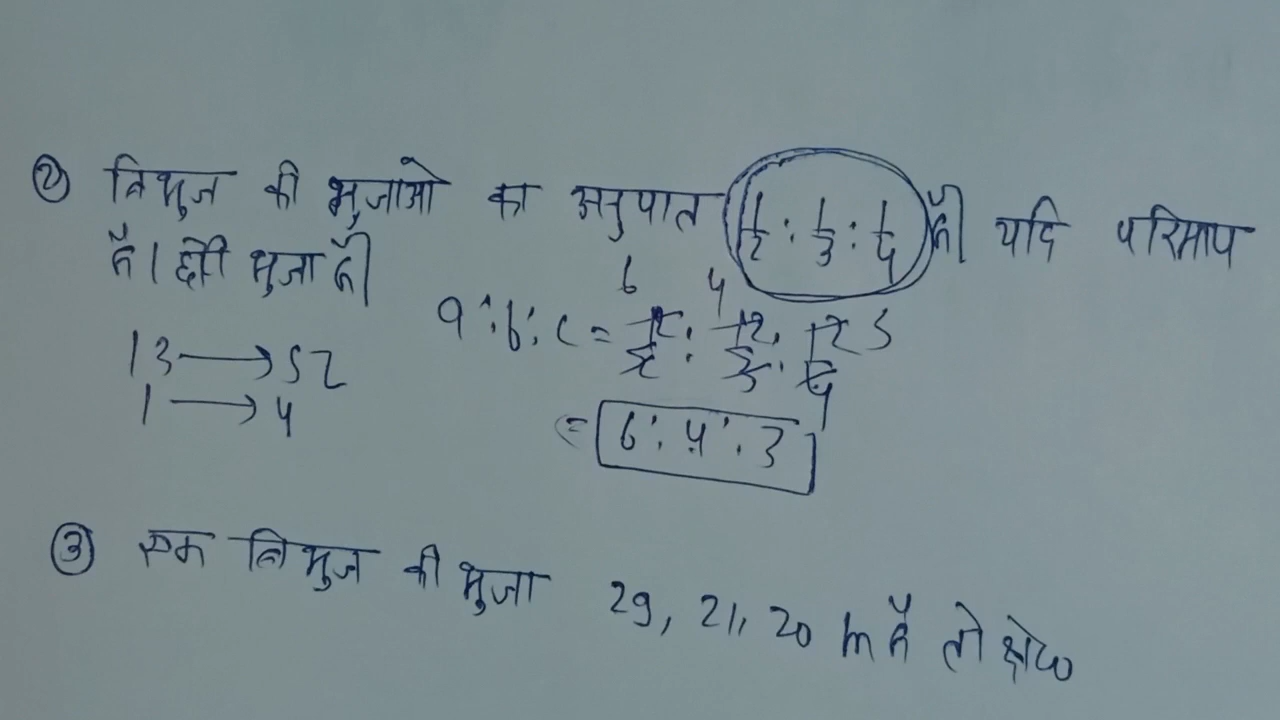 ② त्रिभुज की भुजाओ का अनुपात 1/2 : 1/3 : 1/4 है। यदि परिमाप
है। छोटी भुजा है।
a : b : c = 12/2 : 12/3 : 12/4
6 4 3
= 6 : 4 : 3
13 → 52
1 → 4
③ एक त्रिभुज की भुजा 29, 21, 20 m है तो क्षे०